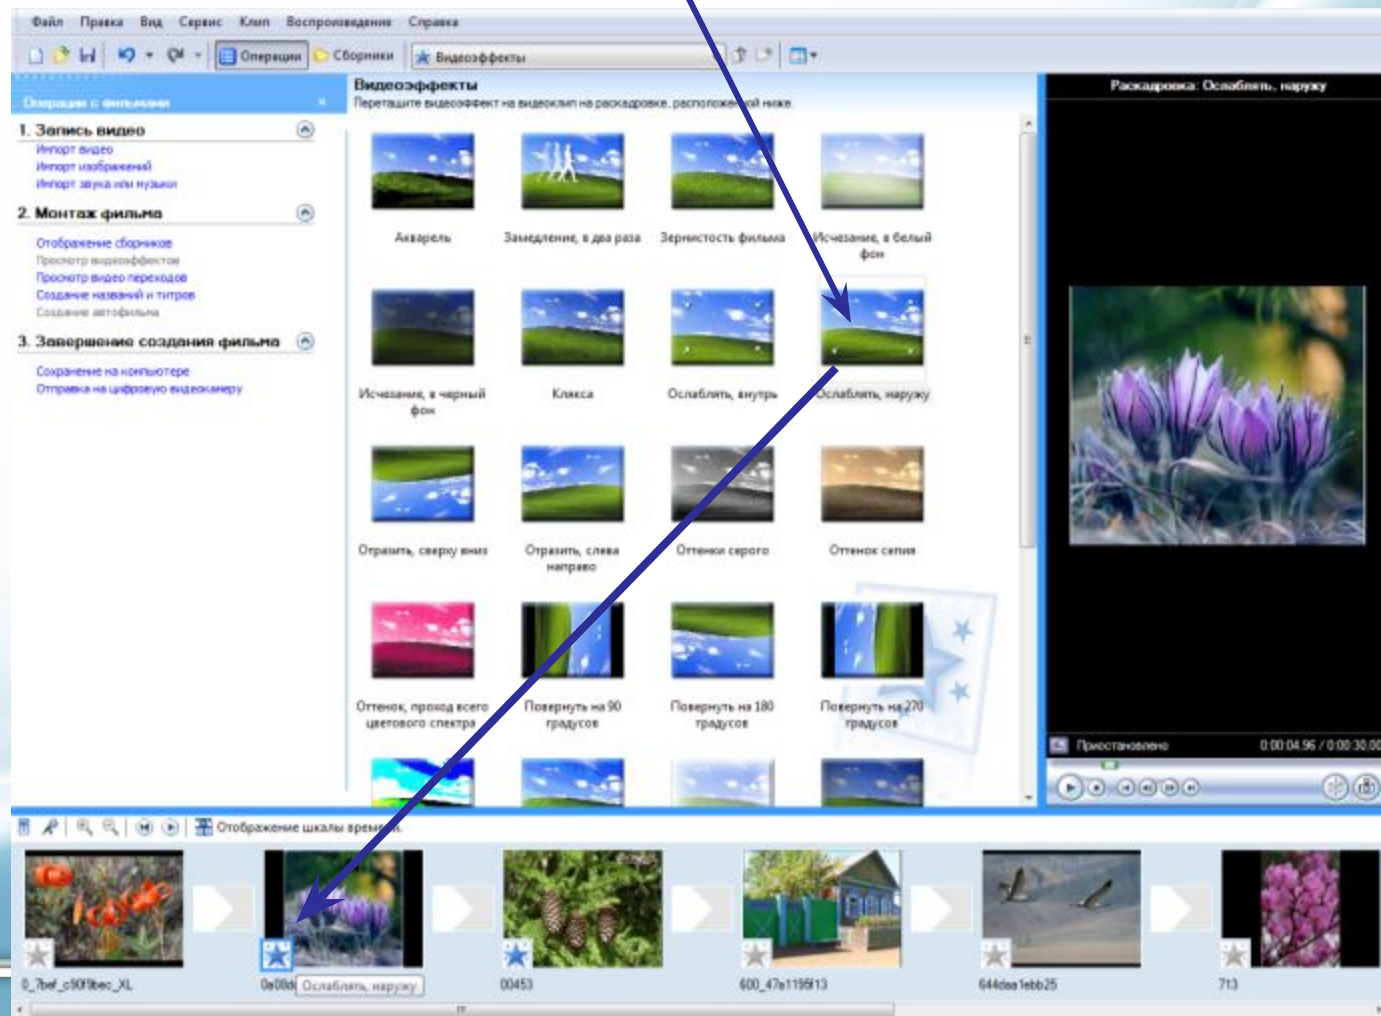 Файл Правка Вид Сервис Клип Воспроизведение Справка
Операции Сборники Видеоэффекты
Операции с фильмами
1. Запись видео
Импорт видео
Импорт изображений
Импорт звука или музыки
2. Монтаж фильма
Отображение сборников
Просмотр видеоэффектов
Просмотр видео переходов
Создание названий и титров
Создание автофильма
3. Завершение создания фильма
Сохранение на компьютере
Отправка на цифровую видеокамеру
Видеоэффекты
Перетащите видеоэффект на видеоклип на раскадровке, расположенной ниже.
Акварель Замедление, в два раза Зернистость фильма Исчезание, в белый
фон
Исчезание, в черный Клякса Ослаблять, внутрь Ослаблять, наружу
фон
Отразить, сверху вниз Отразить, слева Оттенки серого Оттенок сепия
направо
Оттенок, проход всего Повернуть на 90 Повернуть на 180 Повернуть на 270
цветового спектра градусов градусов градусов
Раскадровка: Ослаблять, наружу
Приостановлено 0:00:04.96 / 0:00:30.00
Отображение шкалы времени.
0_7bef_c90f9bec_XL Ослаблять, наружу 00453 600_47a1195f13 644daa1ebb25 713